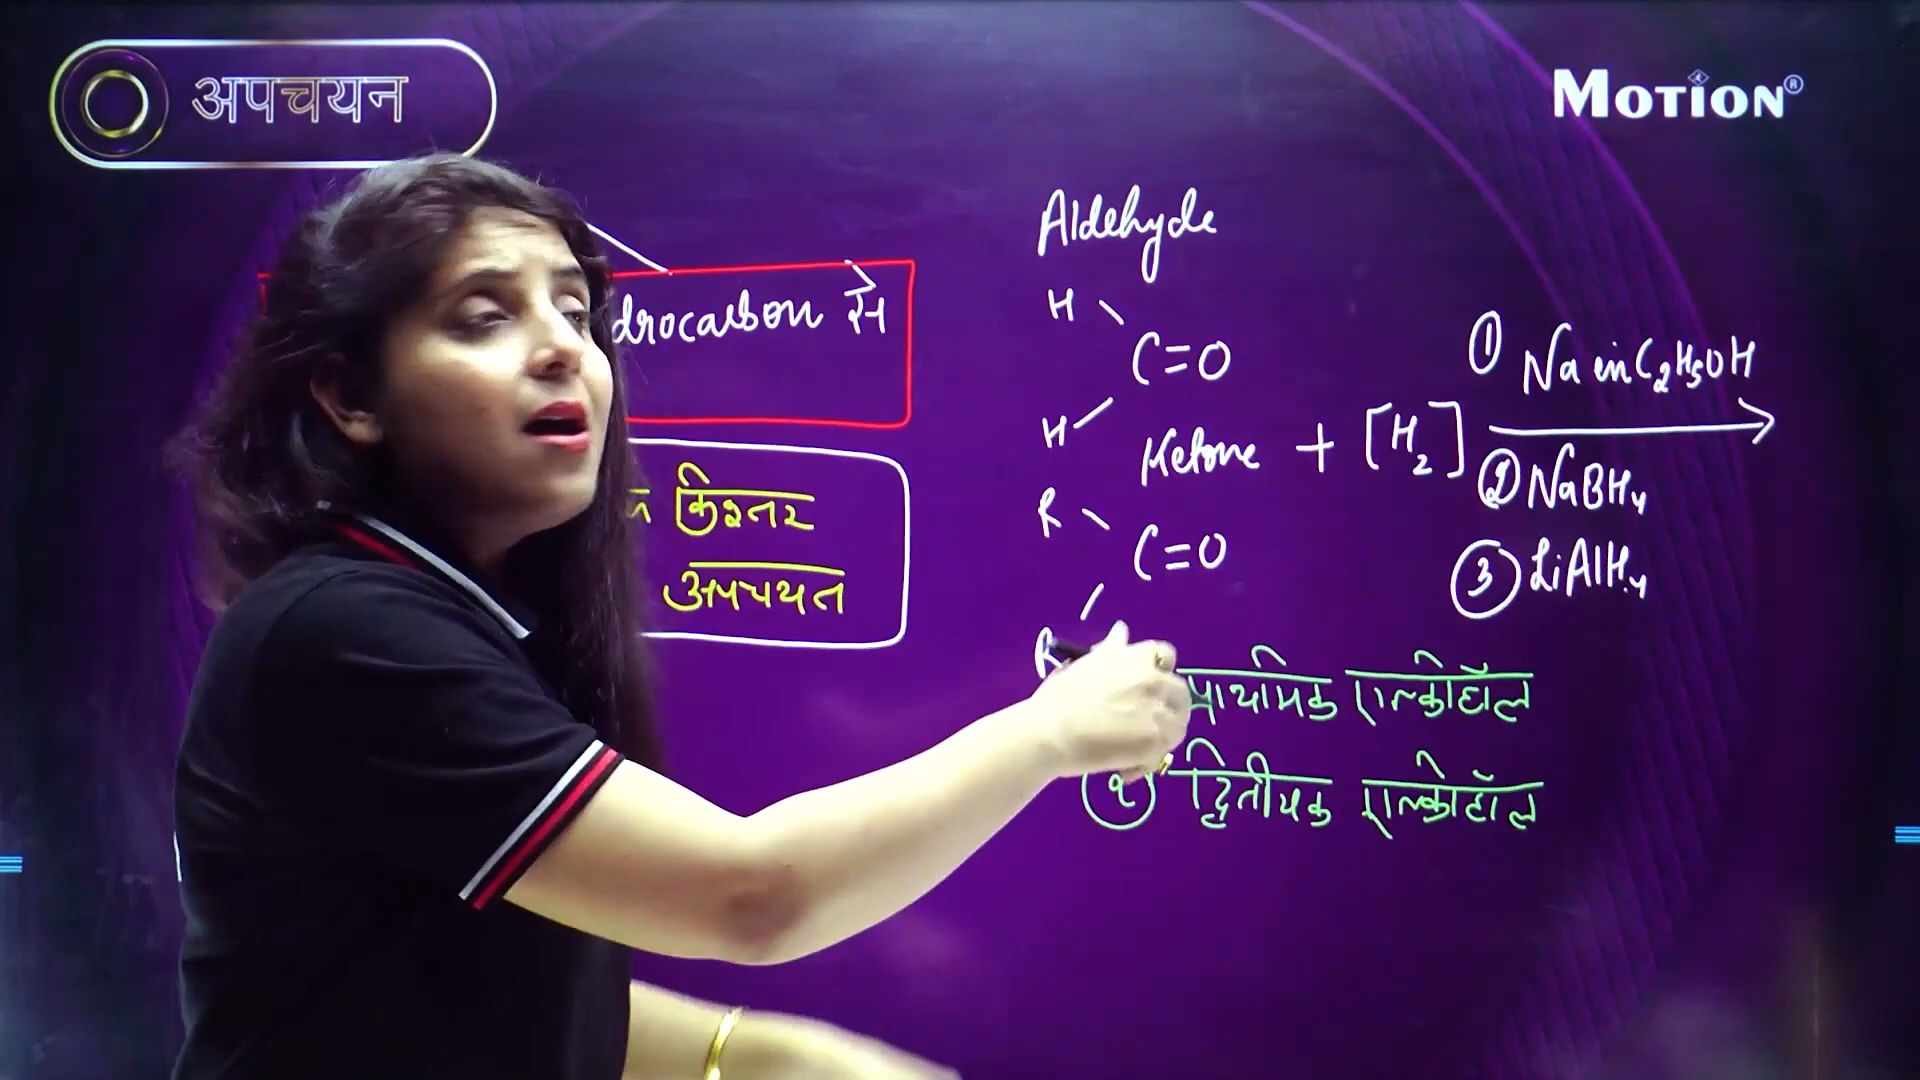 अपचयन
MOTION®
drocarbon से
किश्नर
अपचयन
Aldehyde
H
C=O
H
Ketone + [H2]
① Na in C2H5OH
② NaBH4
③ LiAlH4
R
C=O
R
प्राथमिक एल्कोहॉल
② द्वितीयक एल्कोहॉल